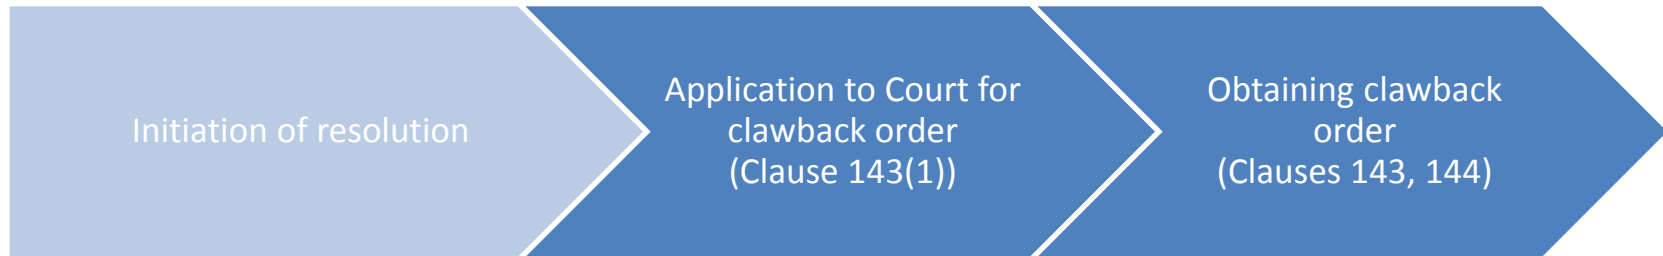 Initiation of resolution
Application to Court for
clawback order
(Clause 143(1))
Obtaining clawback
order
(Clauses 143, 144)